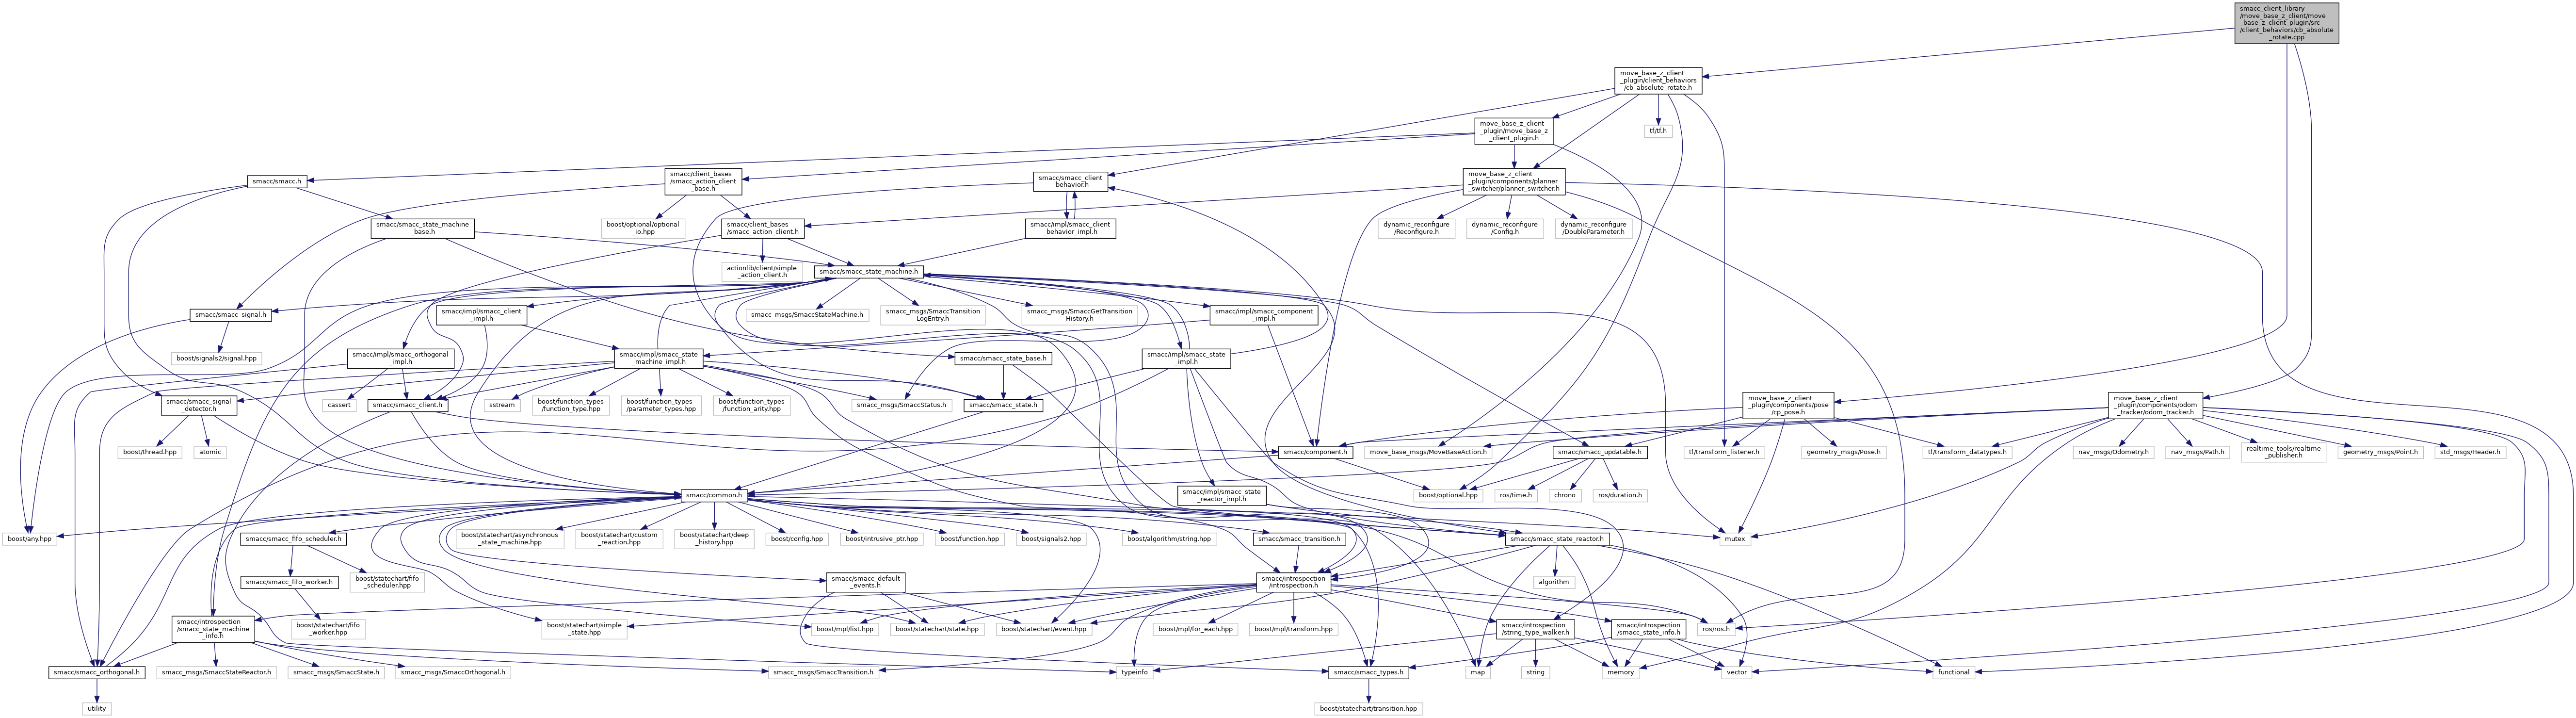 smacc_client_library
/move_base_z_client/move
_base_z_client_plugin/src
/client_behaviors/cb_absolute
_rotate.cpp
move_base_z_client
_plugin/client_behaviors
/cb_absolute_rotate.h
move_base_z_client
_plugin/move_base_z
_client_plugin.h
tf/tf.h
smacc/smacc.h
smacc/client_bases
/smacc_action_client
_base.h
smacc/smacc_client
_behavior.h
move_base_z_client
_plugin/components/planner
_switcher/planner_switcher.h
smacc/smacc_state_machine
_base.h
boost/optional/optional
_io.hpp
smacc/client_bases
/smacc_action_client.h
smacc/impl/smacc_client
_behavior_impl.h
dynamic_reconfigure
/Reconfigure.h
dynamic_reconfigure
/Config.h
dynamic_reconfigure
/DoubleParameter.h
actionlib/client/simple
_action_client.h
smacc/smacc_state_machine.h
smacc/smacc_signal.h
smacc/impl/smacc_client
_impl.h
smacc_msgs/SmaccStateMachine.h
smacc_msgs/SmaccTransition
LogEntry.h
smacc_msgs/SmaccGetTransition
History.h
smacc/impl/smacc_component
_impl.h
boost/signals2/signal.hpp
smacc/impl/smacc_orthogonal
_impl.h
smacc/impl/smacc_state
_machine_impl.h
smacc/smacc_state_base.h
smacc/impl/smacc_state
_impl.h
smacc/smacc_signal
_detector.h
cassert
smacc/smacc_client.h
sstream
boost/function_types
/function_type.hpp
boost/function_types
/parameter_types.hpp
boost/function_types
/function_arity.hpp
smacc_msgs/SmaccStatus.h
smacc/smacc_state.h
move_base_z_client
_plugin/components/pose
/cp_pose.h
move_base_z_client
_plugin/components/odom
_tracker/odom_tracker.h
boost/thread.hpp
atomic
smacc/component.h
move_base_msgs/MoveBaseAction.h
smacc/smacc_updatable.h
tf/transform_listener.h
geometry_msgs/Pose.h
tf/transform_datatypes.h
nav_msgs/Odometry.h
nav_msgs/Path.h
realtime_tools/realtime
_publisher.h
geometry_msgs/Point.h
std_msgs/Header.h
smacc/common.h
smacc/impl/smacc_state
_reactor_impl.h
boost/optional.hpp
ros/time.h
chrono
ros/duration.h
boost/any.hpp
smacc/smacc_fifo_scheduler.h
boost/statechart/asynchronous
_state_machine.hpp
boost/statechart/custom
_reaction.hpp
boost/statechart/deep
_history.hpp
boost/config.hpp
boost/intrusive_ptr.hpp
boost/function.hpp
boost/signals2.hpp
boost/algorithm/string.hpp
smacc/smacc_transition.h
smacc/smacc_state_reactor.h
mutex
smacc/smacc_fifo_worker.h
boost/statechart/fifo
_scheduler.hpp
smacc/smacc_default
_events.h
smacc/introspection
/introspection.h
algorithm
smacc/introspection
/smacc_state_machine
_info.h
boost/statechart/fifo
_worker.hpp
boost/statechart/simple
_state.hpp
boost/mpl/list.hpp
boost/statechart/state.hpp
boost/statechart/event.hpp
boost/mpl/for_each.hpp
boost/mpl/transform.hpp
smacc/introspection
/string_type_walker.h
smacc/introspection
/smacc_state_info.h
ros/ros.h
smacc/smacc_orthogonal.h
smacc_msgs/SmaccStateReactor.h
smacc_msgs/SmaccState.h
smacc_msgs/SmaccOrthogonal.h
smacc_msgs/SmaccTransition.h
typeinfo
smacc/smacc_types.h
map
string
memory
vector
functional
utility
boost/statechart/transition.hpp